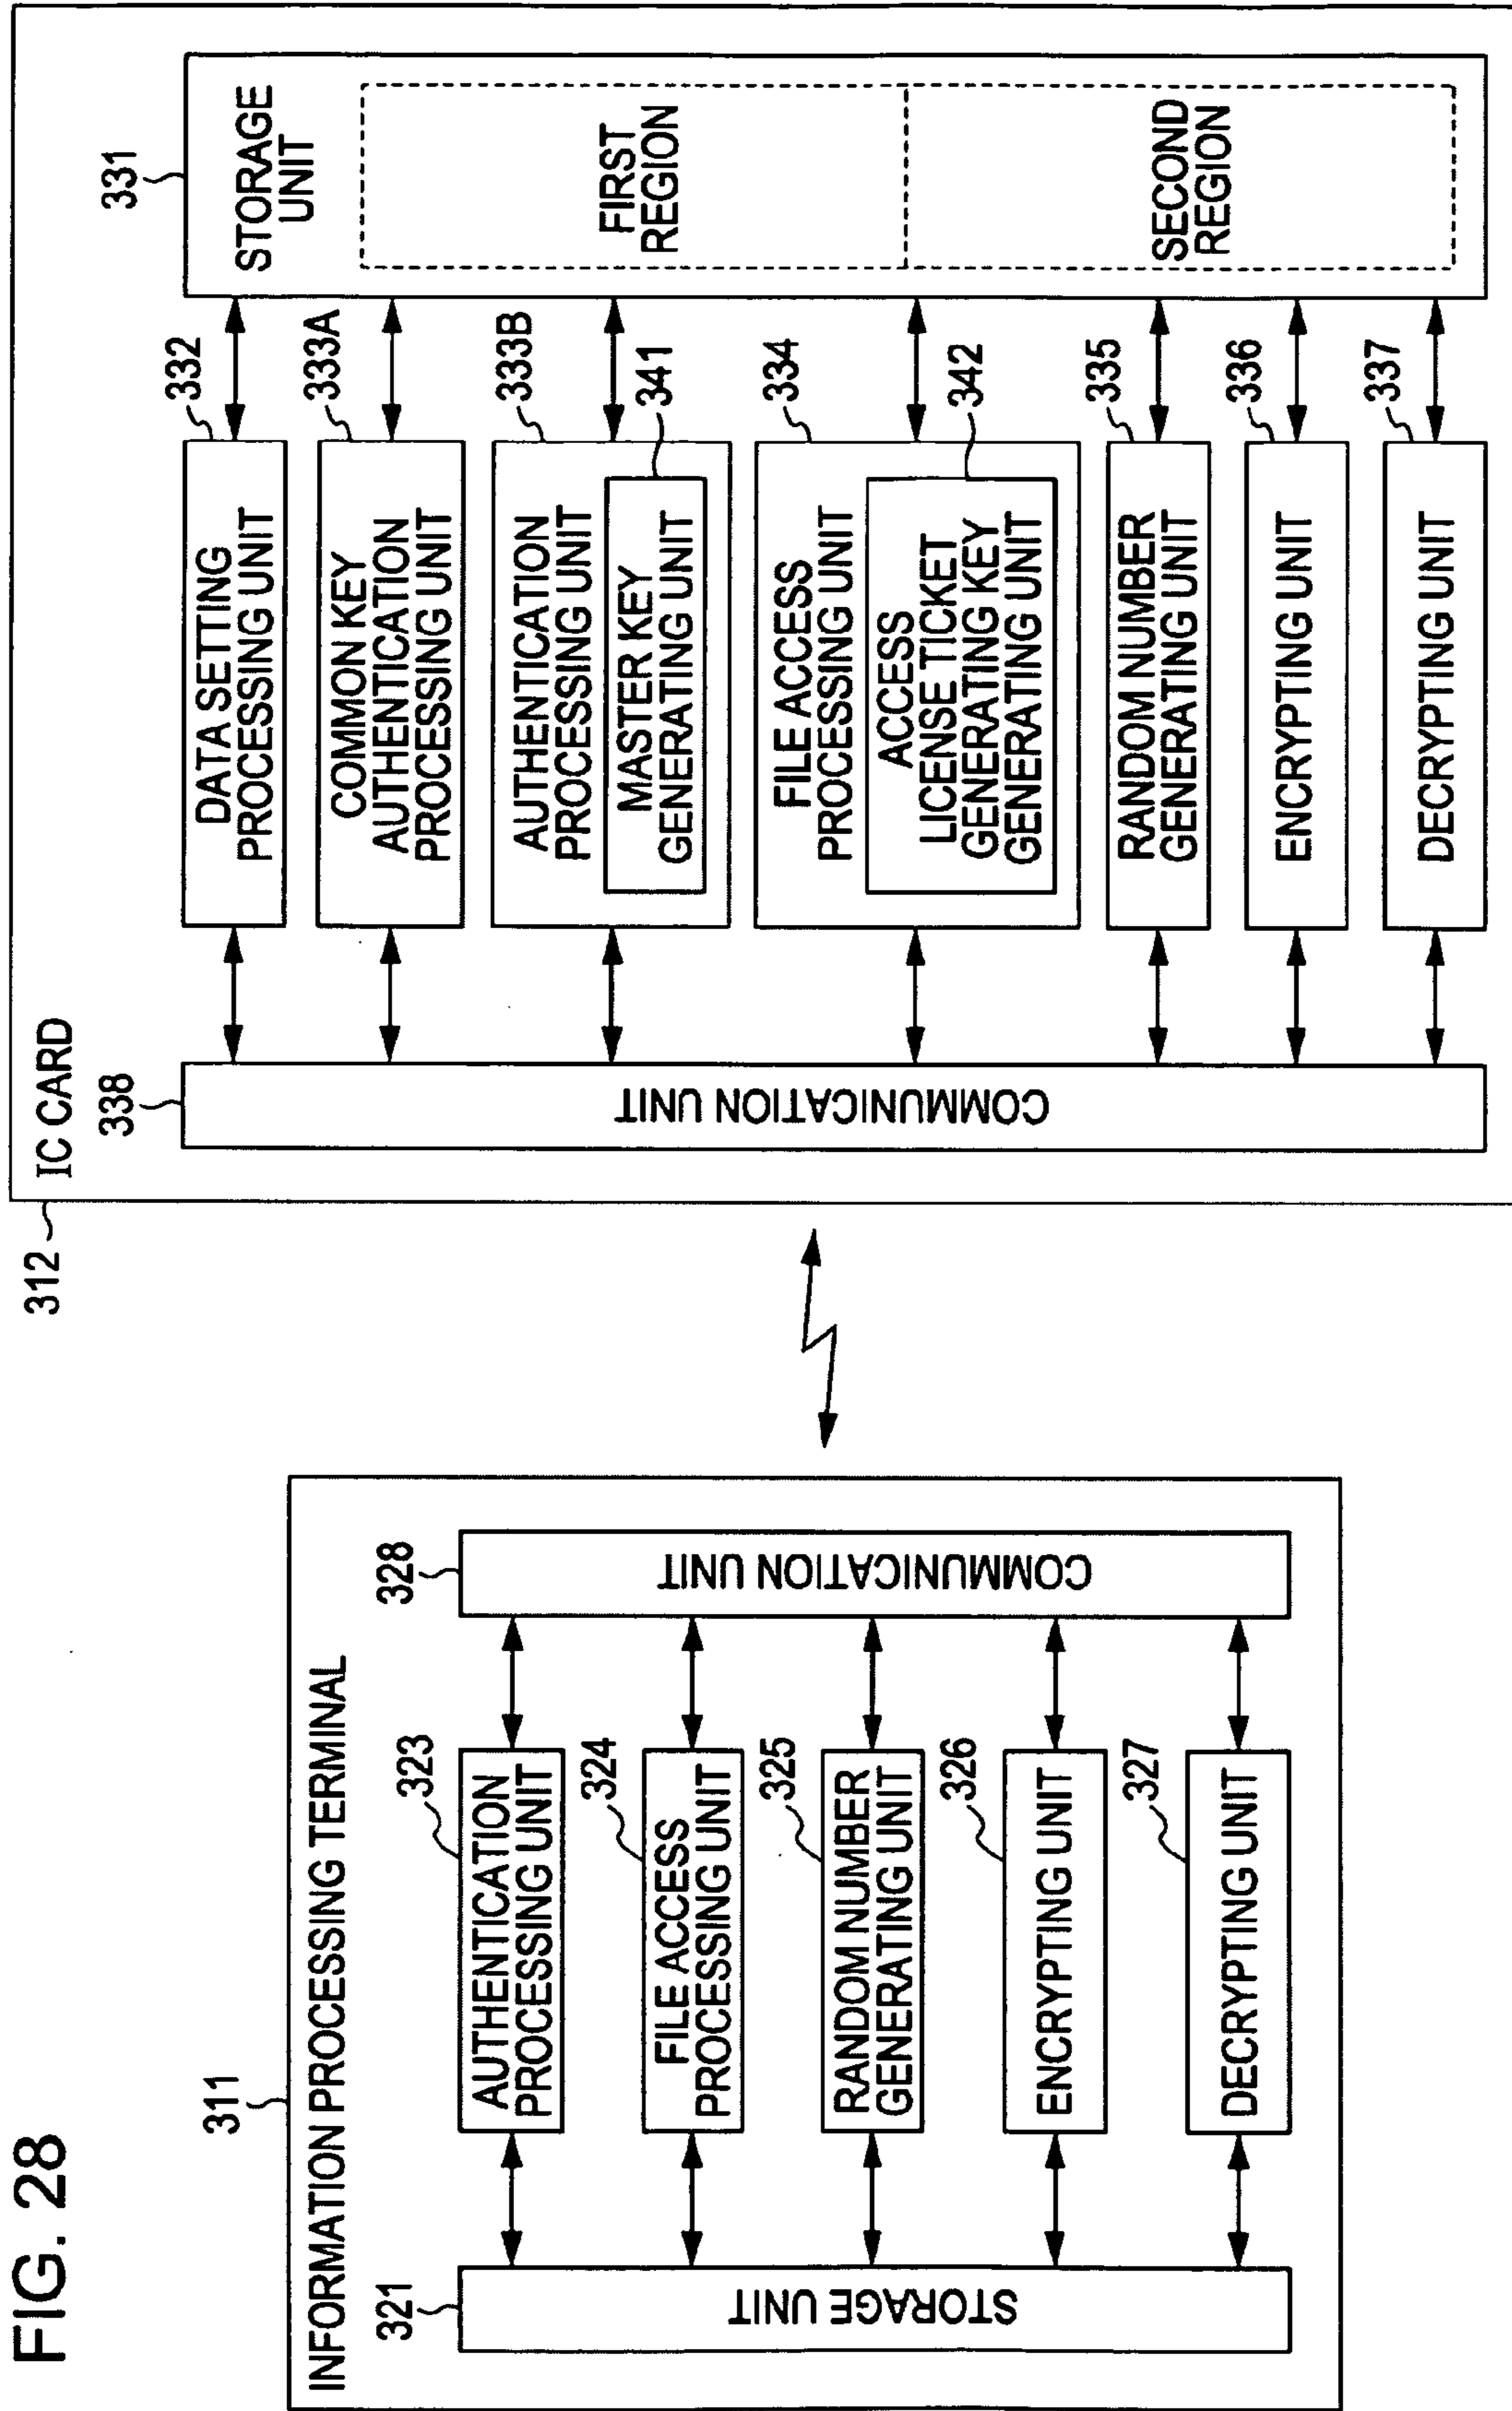 FIG. 28
311
INFORMATION PROCESSING TERMINAL
321
STORAGE UNIT
323
AUTHENTICATION
PROCESSING UNIT
324
FILE ACCESS
PROCESSING UNIT
325
RANDOM NUMBER
GENERATING UNIT
326
ENCRYPTING UNIT
327
DECRYPTING UNIT
328
COMMUNICATION UNIT
312
IC CARD
338
COMMUNICATION UNIT
332
DATA SETTING
PROCESSING UNIT
333A
COMMON KEY
AUTHENTICATION
PROCESSING UNIT
333B
AUTHENTICATION
PROCESSING UNIT
341
MASTER KEY
GENERATING UNIT
334
FILE ACCESS
PROCESSING UNIT
342
ACCESS
LICENSE TICKET
GENERATING KEY
GENERATING UNIT
335
RANDOM NUMBER
GENERATING UNIT
336
ENCRYPTING UNIT
337
DECRYPTING UNIT
331
STORAGE
UNIT
FIRST
REGION
SECOND
REGION